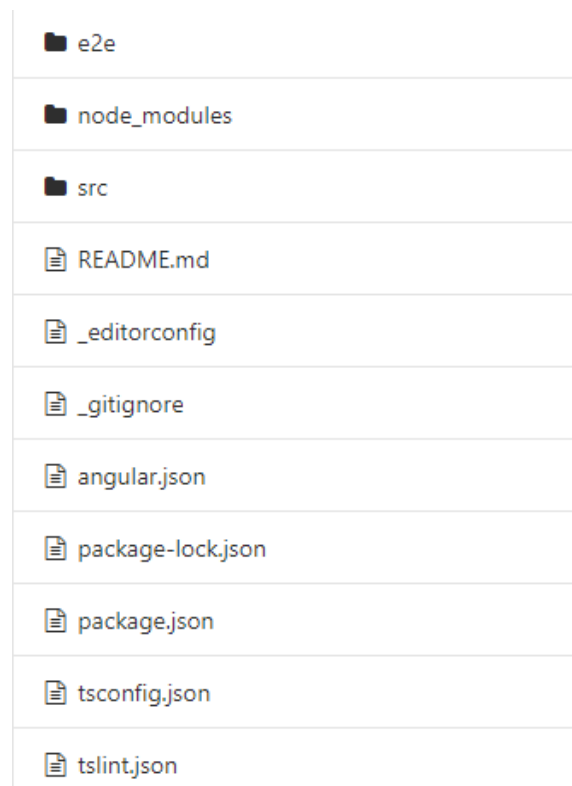 e2e
node_modules
src
README.md
_editorconfig
_gitignore
angular.json
package-lock.json
package.json
tsconfig.json
tslint.json